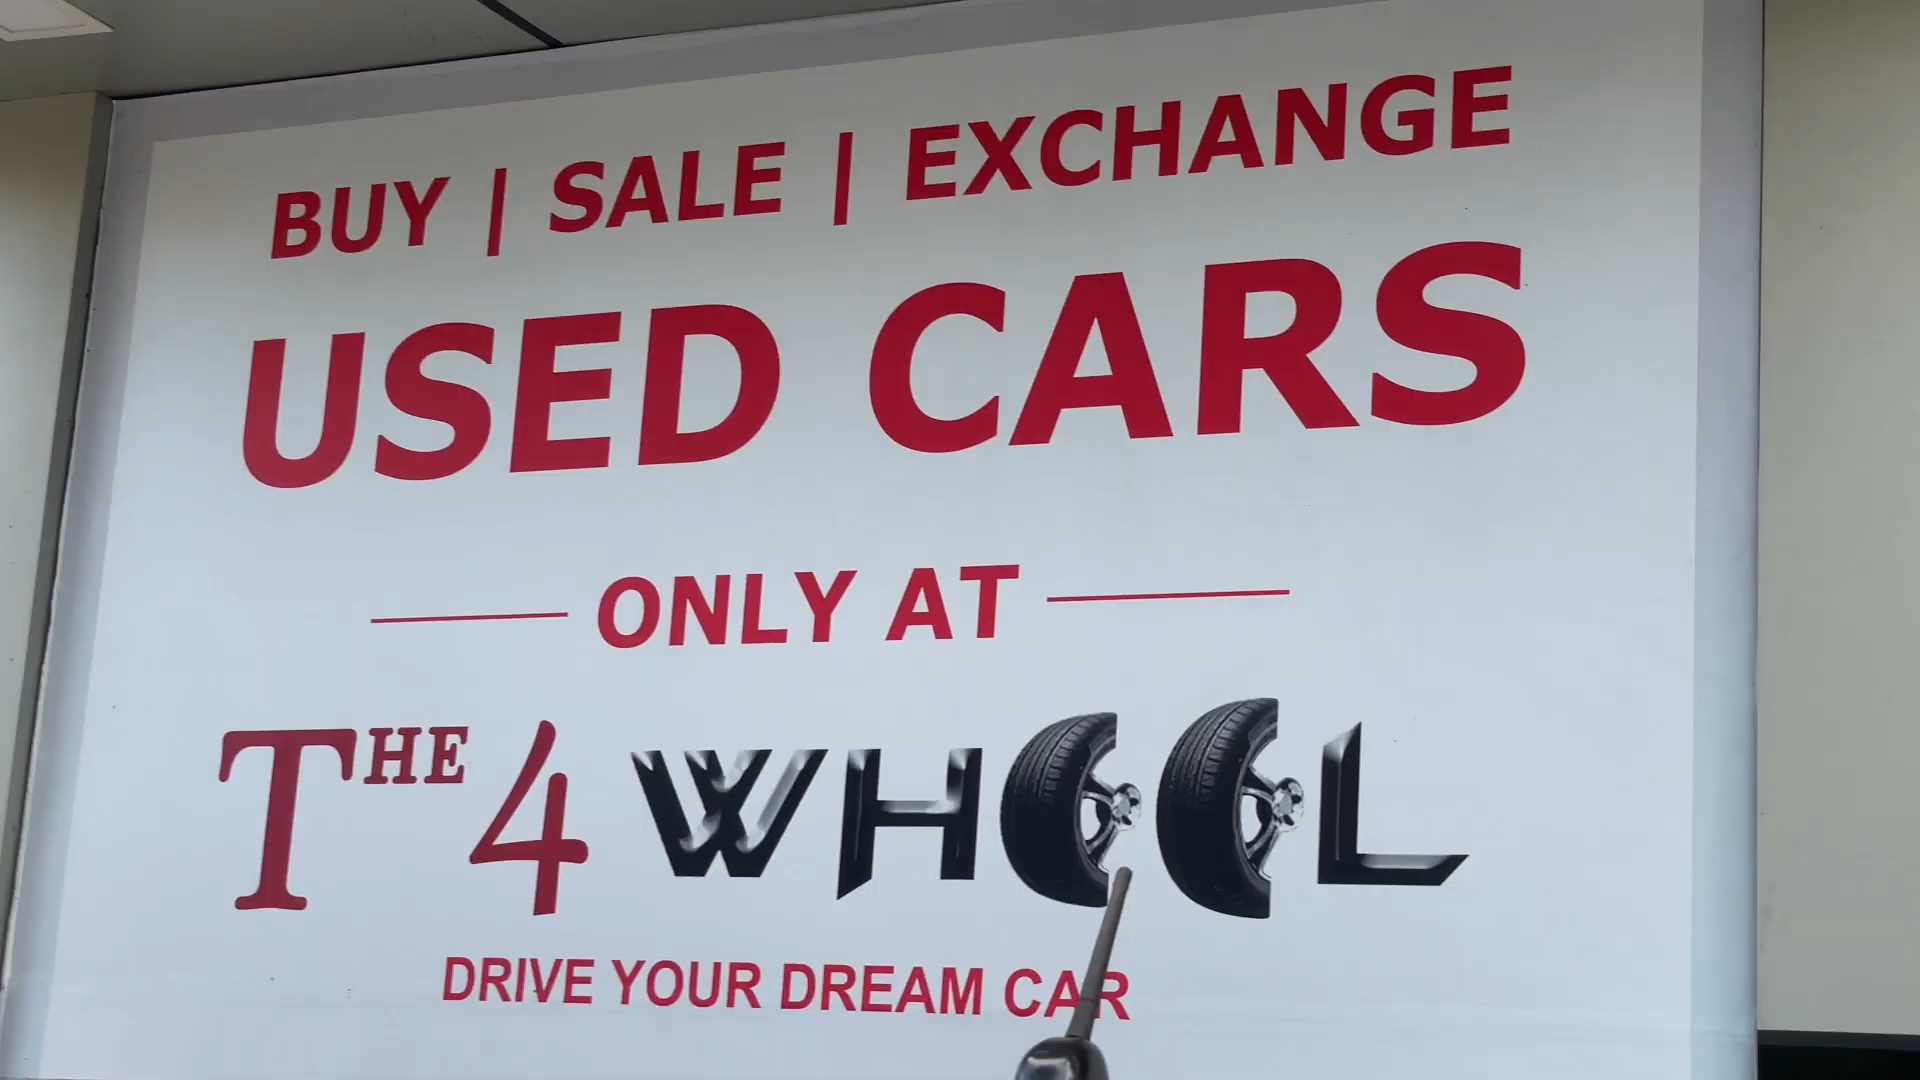 BUY | SALE | EXCHANGE
USED CARS
ONLY AT
THE 4 WHEEL
DRIVE YOUR DREAM CAR